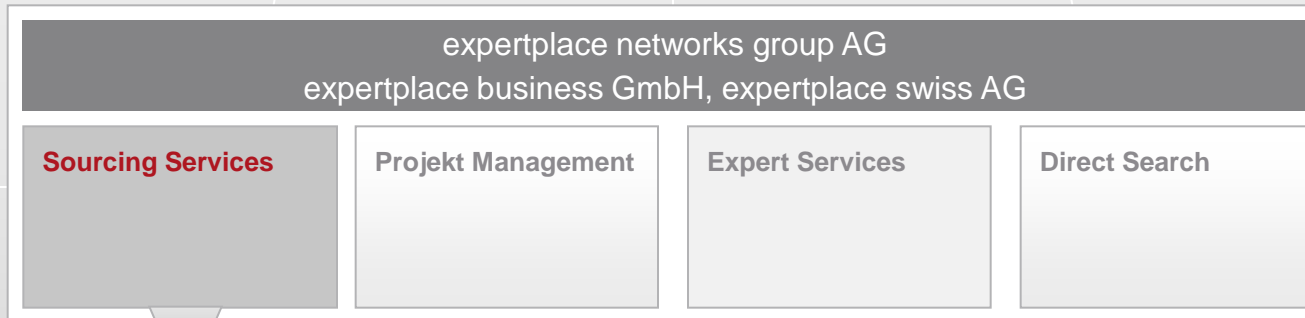 expertplace networks group AG
expertplace business GmbH, expertplace swiss AG
Sourcing Services
Projekt Management
Expert Services
Direct Search